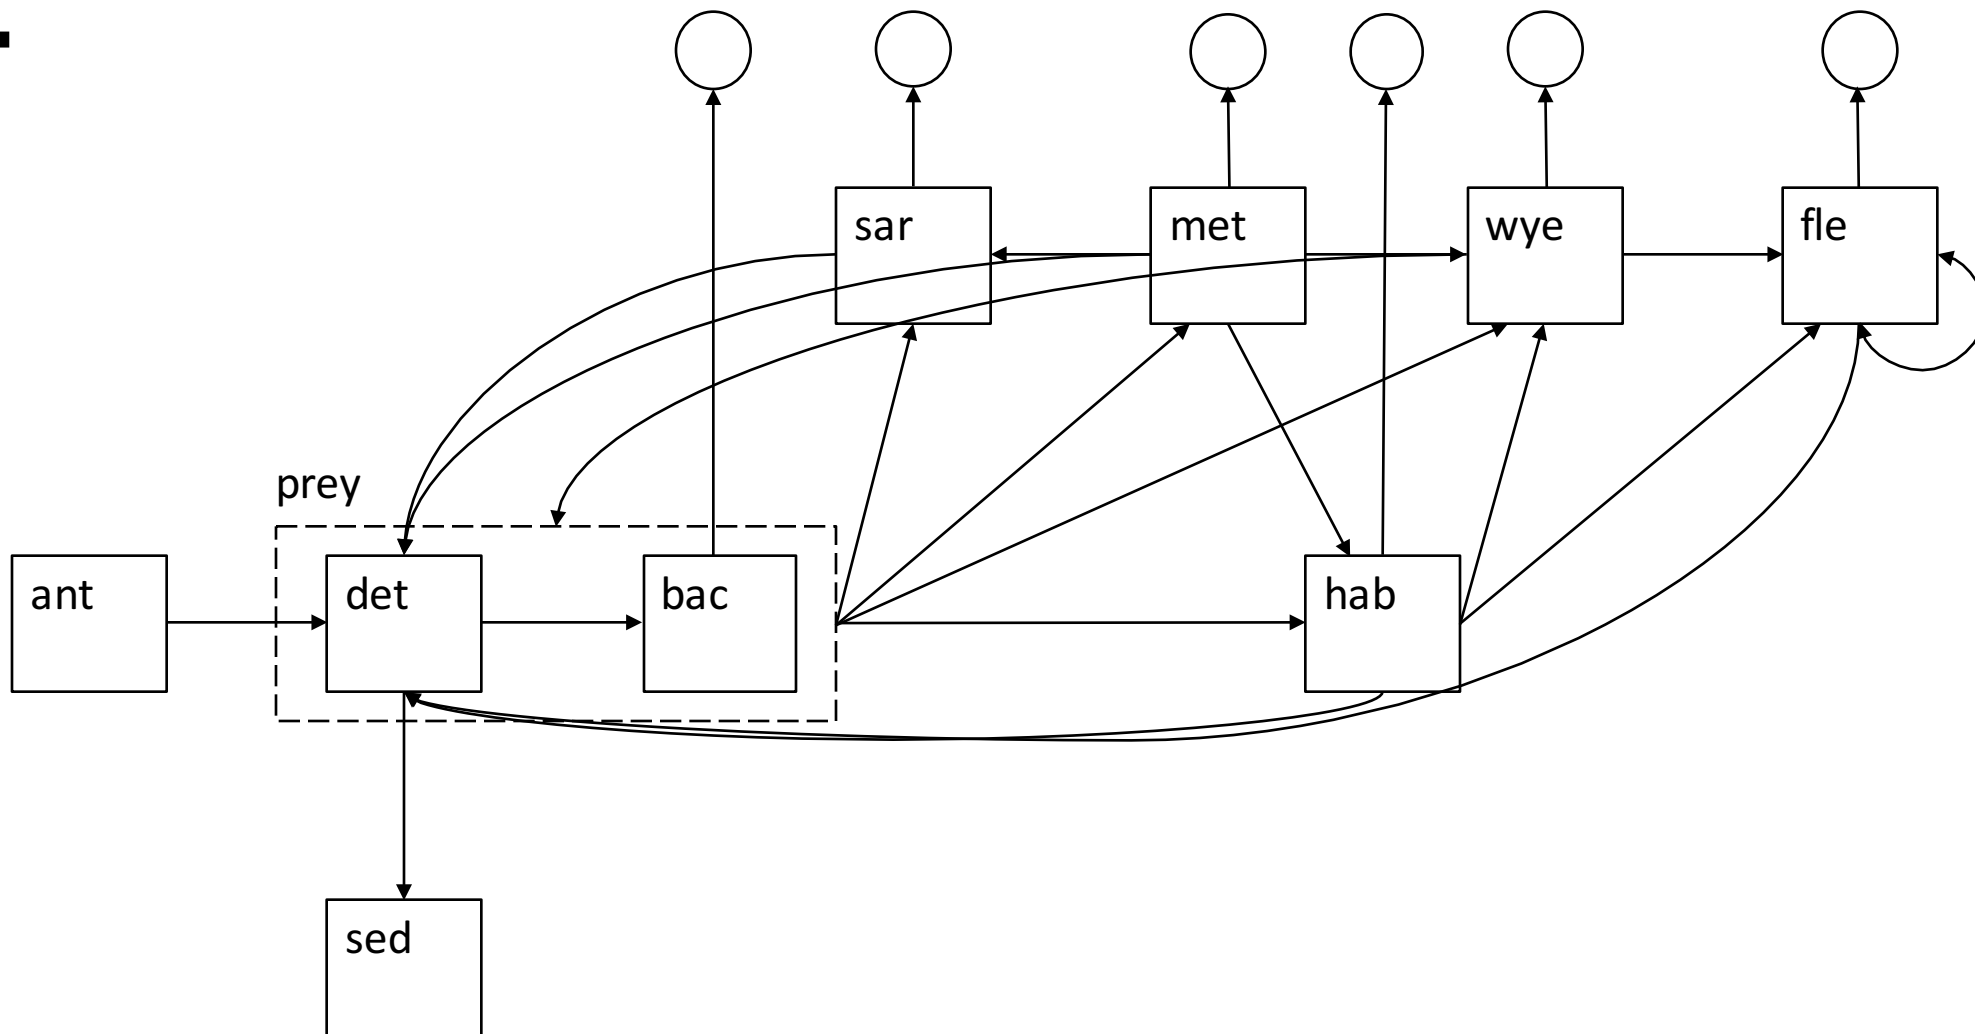 sar
met
wye
fle
prey
ant
det
bac
hab
sed